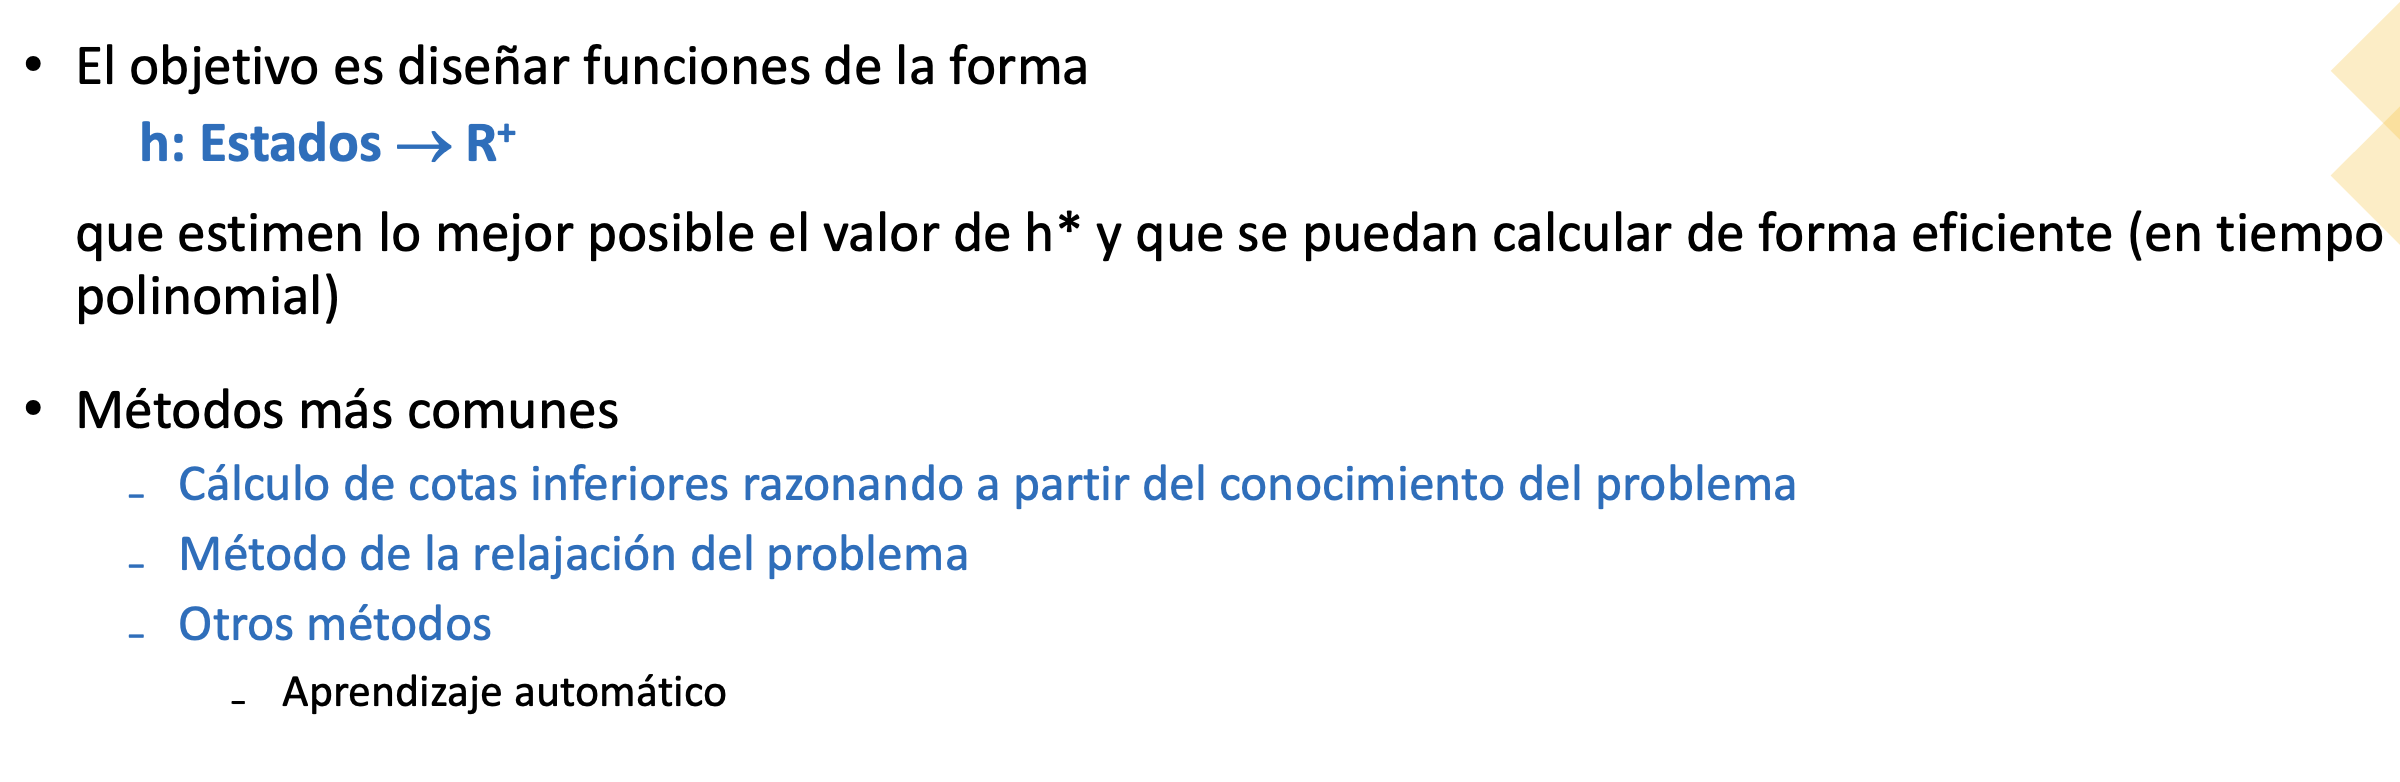 • El objetivo es diseñar funciones de la forma
h: Estados → R⁺
que estimen lo mejor posible el valor de h* y que se puedan calcular de forma eficiente (en tiempo
polinomial)
• Métodos más comunes
– Cálculo de cotas inferiores razonando a partir del conocimiento del problema
– Método de la relajación del problema
– Otros métodos
– Aprendizaje automático